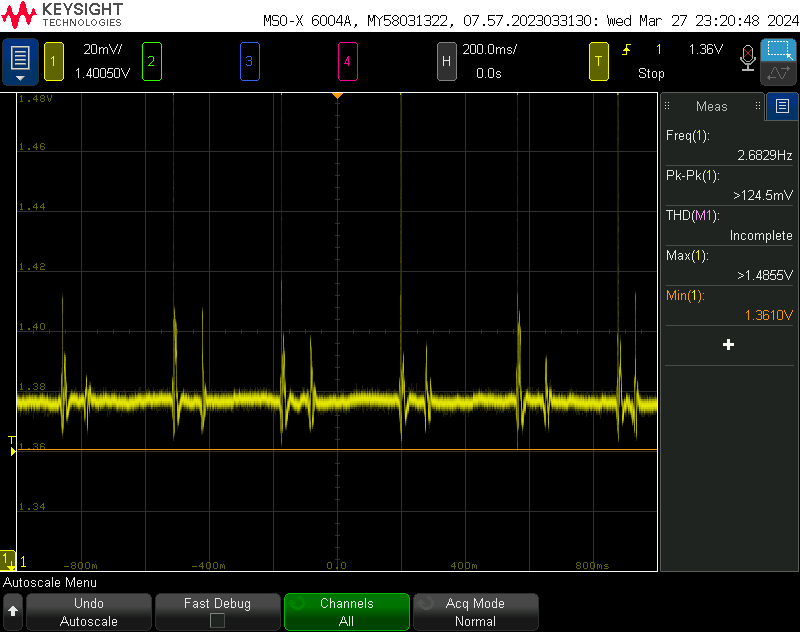 KEYSIGHT
TECHNOLOGIES
MSO-X 6004A, MY58031322, 07.57.2023033130: Wed Mar 27 23:20:48 2024
1
20mV/
1.40050V
2
3
4
H
200.0ms/
0.0s
T
1
1.36V
Stop
1.48V
1.46
1.44
1.42
1.40
1.38
1.36
1.34
T
1
1
-800m
-400m
0.0
400m
800ms
Meas
Freq(1):
2.6829Hz
Pk-Pk(1):
>124.5mV
THD(M1):
Incomplete
Max(1):
>1.4855V
Min(1):
1.3610V
Autoscale Menu
Undo
Autoscale
Fast Debug
Channels
All
Acq Mode
Normal